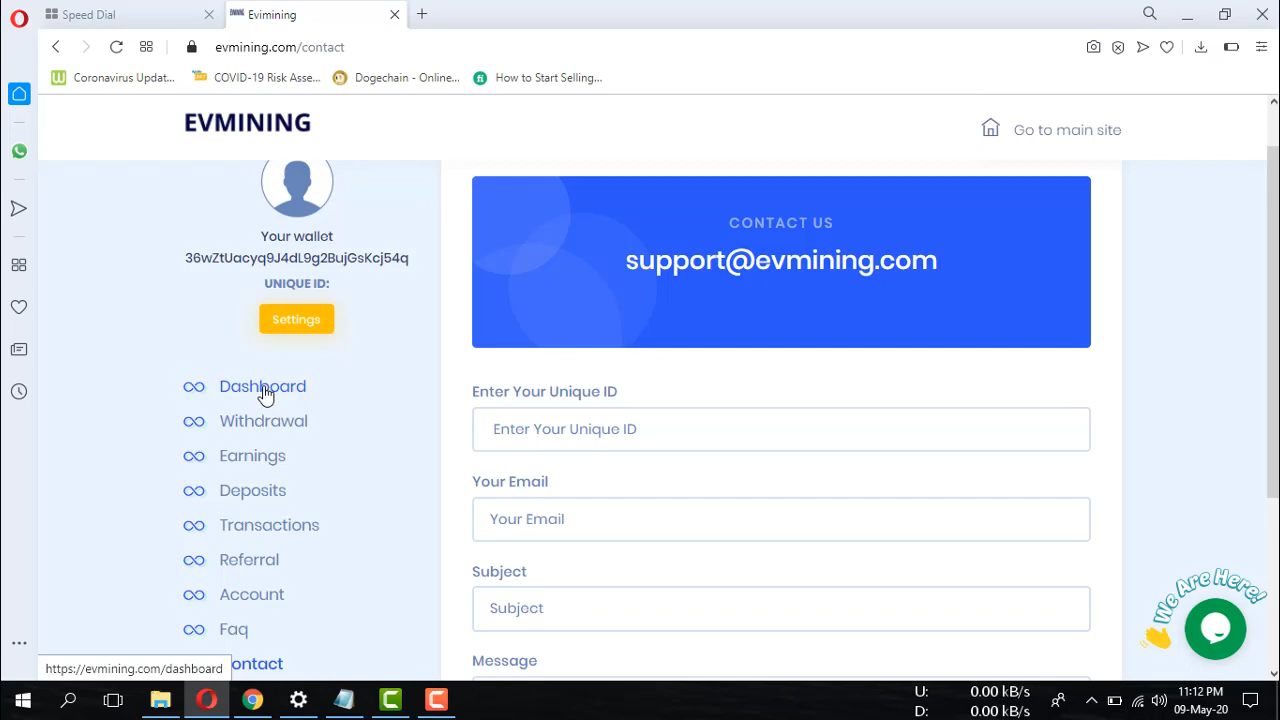 Speed Dial
Evimining
evmining.com/contact
Coronavirus Updat...
COVID-19 Risk Asse...
Dogechain - Online...
How to Start Selling...
EVMINING
Go to main site
Your wallet
36wZtUacyq9J4dL9g2BujGsKcj54q
UNIQUE ID:
Settings
CONTACT US
support@evmining.com
Dashboard
Withdrawal
Earnings
Deposits
Transactions
Referral
Account
Faq
ontact
Enter Your Unique ID
Enter Your Unique ID
Your Email
Your Email
Subject
Subject
Message
We Are Here!
https://evmining.com/dashboard
U: 0.00 kB/s
D: 0.00 kB/s
11:12 PM
09-May-20